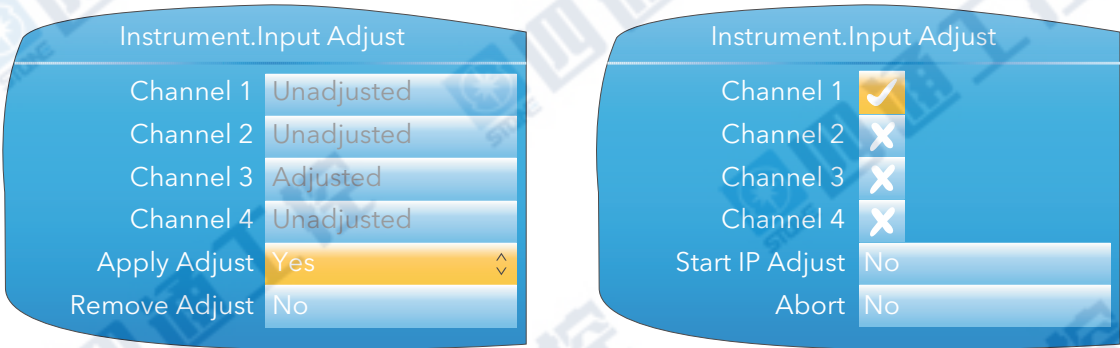 Instrument.Input Adjust
Channel 1 Unadjusted
Channel 2 Unadjusted
Channel 3 Adjusted
Channel 4 Unadjusted
Apply Adjust Yes
Remove Adjust No
Instrument.Input Adjust
Channel 1
Channel 2
Channel 3
Channel 4
Start IP Adjust No
Abort No